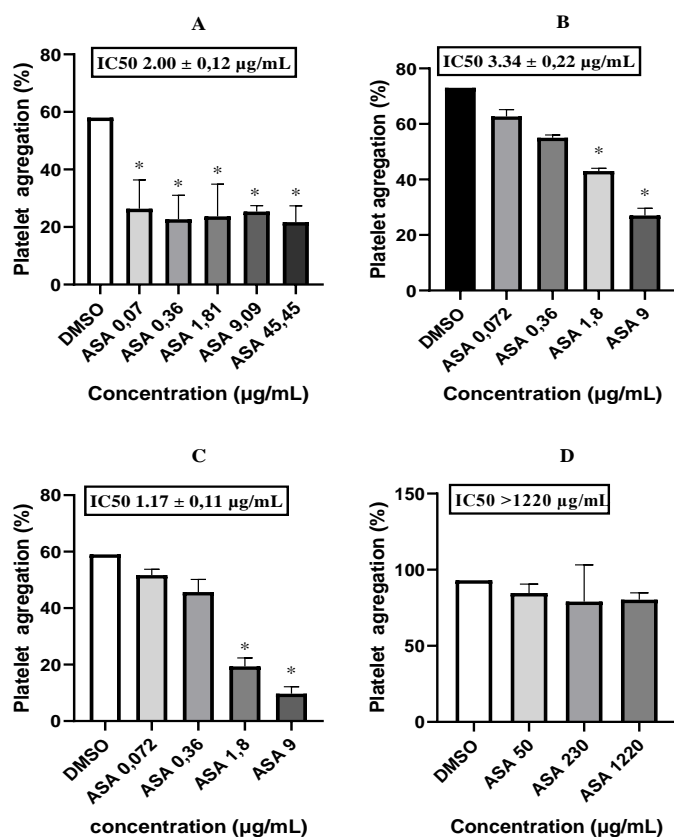 A
IC50 2.00 ± 0,12 µg/mL
Platelet agregation (%)
80
60
40
20
0
* * * * *
DMSO
ASA 0,07
ASA 0,36
ASA 1,81
ASA 9,09
ASA 45,45
Concentration (µg/mL)
B
IC50 3.34 ± 0,22 µg/mL
Platelet agregation (%)
80
60
40
20
0
* *
DMSO
ASA 0,072
ASA 0,36
ASA 1,8
ASA 9
Concentration (µg/mL)
C
IC50 1.17 ± 0,11 µg/mL
Platelet agregation (%)
80
60
40
20
0
* *
DMSO
ASA 0,072
ASA 0,36
ASA 1,8
ASA 9
concentration (µg/mL)
D
IC50 >1220 µg/mL
Platelet agregation (%)
150
100
50
0
DMSO
ASA 50
ASA 230
ASA 1220
Concentration (µg/mL)